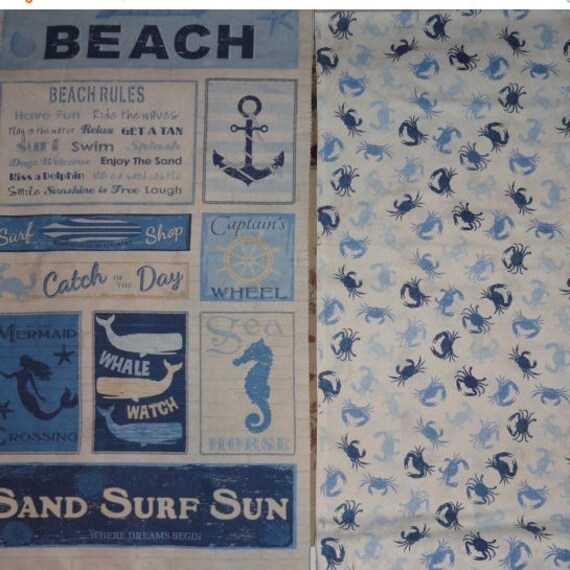 BEACH
BEACH RULES
Have Fun Ride the waves
Play in the water Relax GET A TAN
Surf Swim Splash
Dogs Welcome Enjoy The Sand
Kiss a Dolphin Build a sandcastle
Smile Sunshine is Free Laugh
Surf Shop
Captain's
WHEEL
Catch OF THE Day
MERMAID
CROSSING
WHALE
WATCH
Sea
HORSE
SAND SURF SUN
...WHERE DREAMS BEGIN